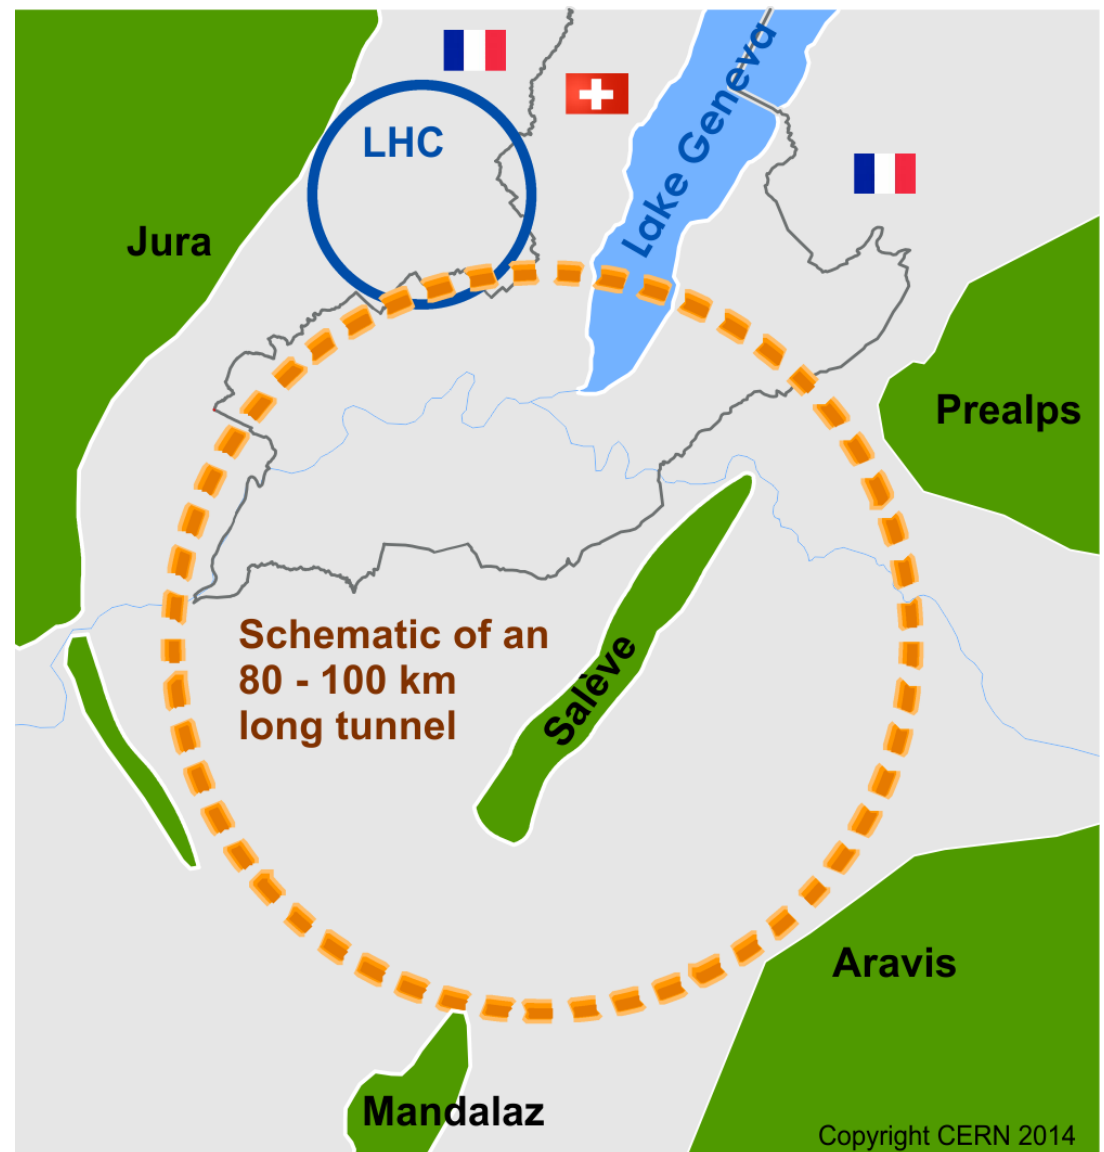 LHC
Lake Geneva
Jura
Prealps
Schematic of an
80 - 100 km
long tunnel
Salève
Aravis
Mandalaz
Copyright CERN 2014